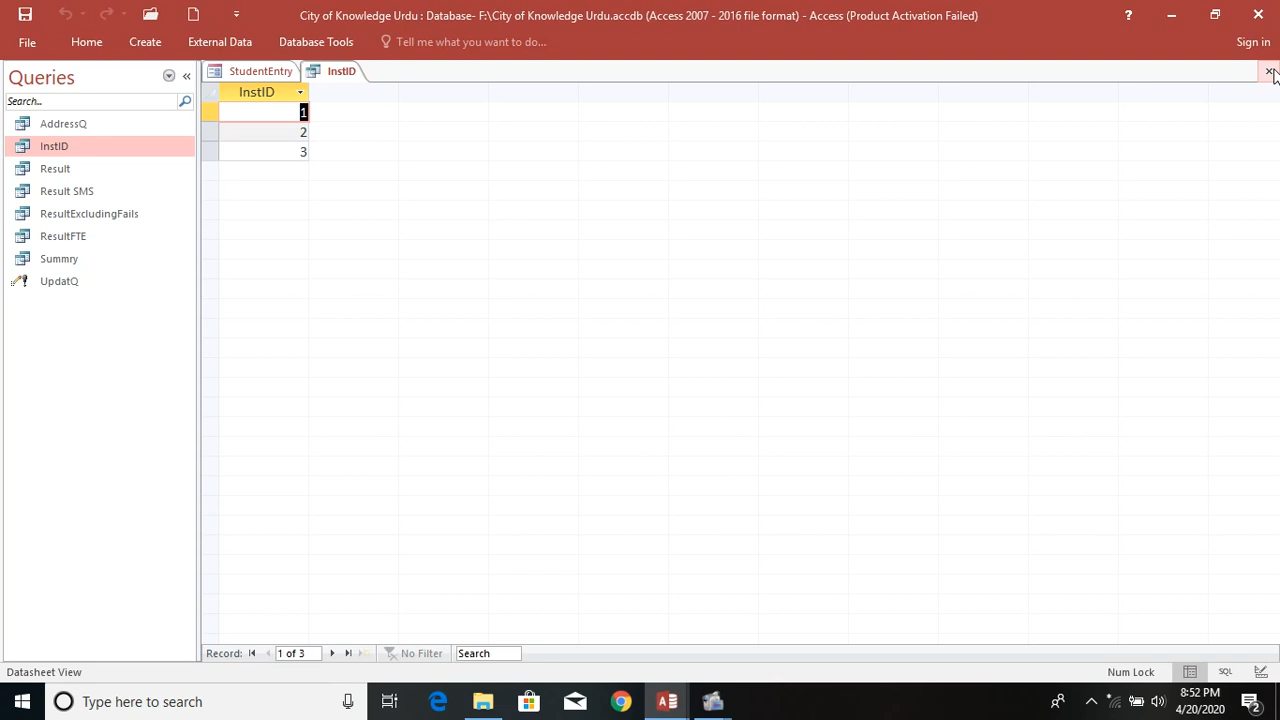 City of Knowledge Urdu : Database- F:\City of Knowledge Urdu.accdb (Access 2007 - 2016 file format) - Access (Product Activation Failed)
?
File Home Create External Data Database Tools Tell me what you want to do... Sign in
Queries
StudentEntry InstID
Search...
InstID
AddressQ
InstID
Result
Result SMS
ResultExcludingFails
ResultFTE
Summry
UpdatQ
1
2
3
Record: 1 of 3 No Filter Search
Datasheet View Num Lock SQL
Type here to search
8:52 PM
4/20/2020
2